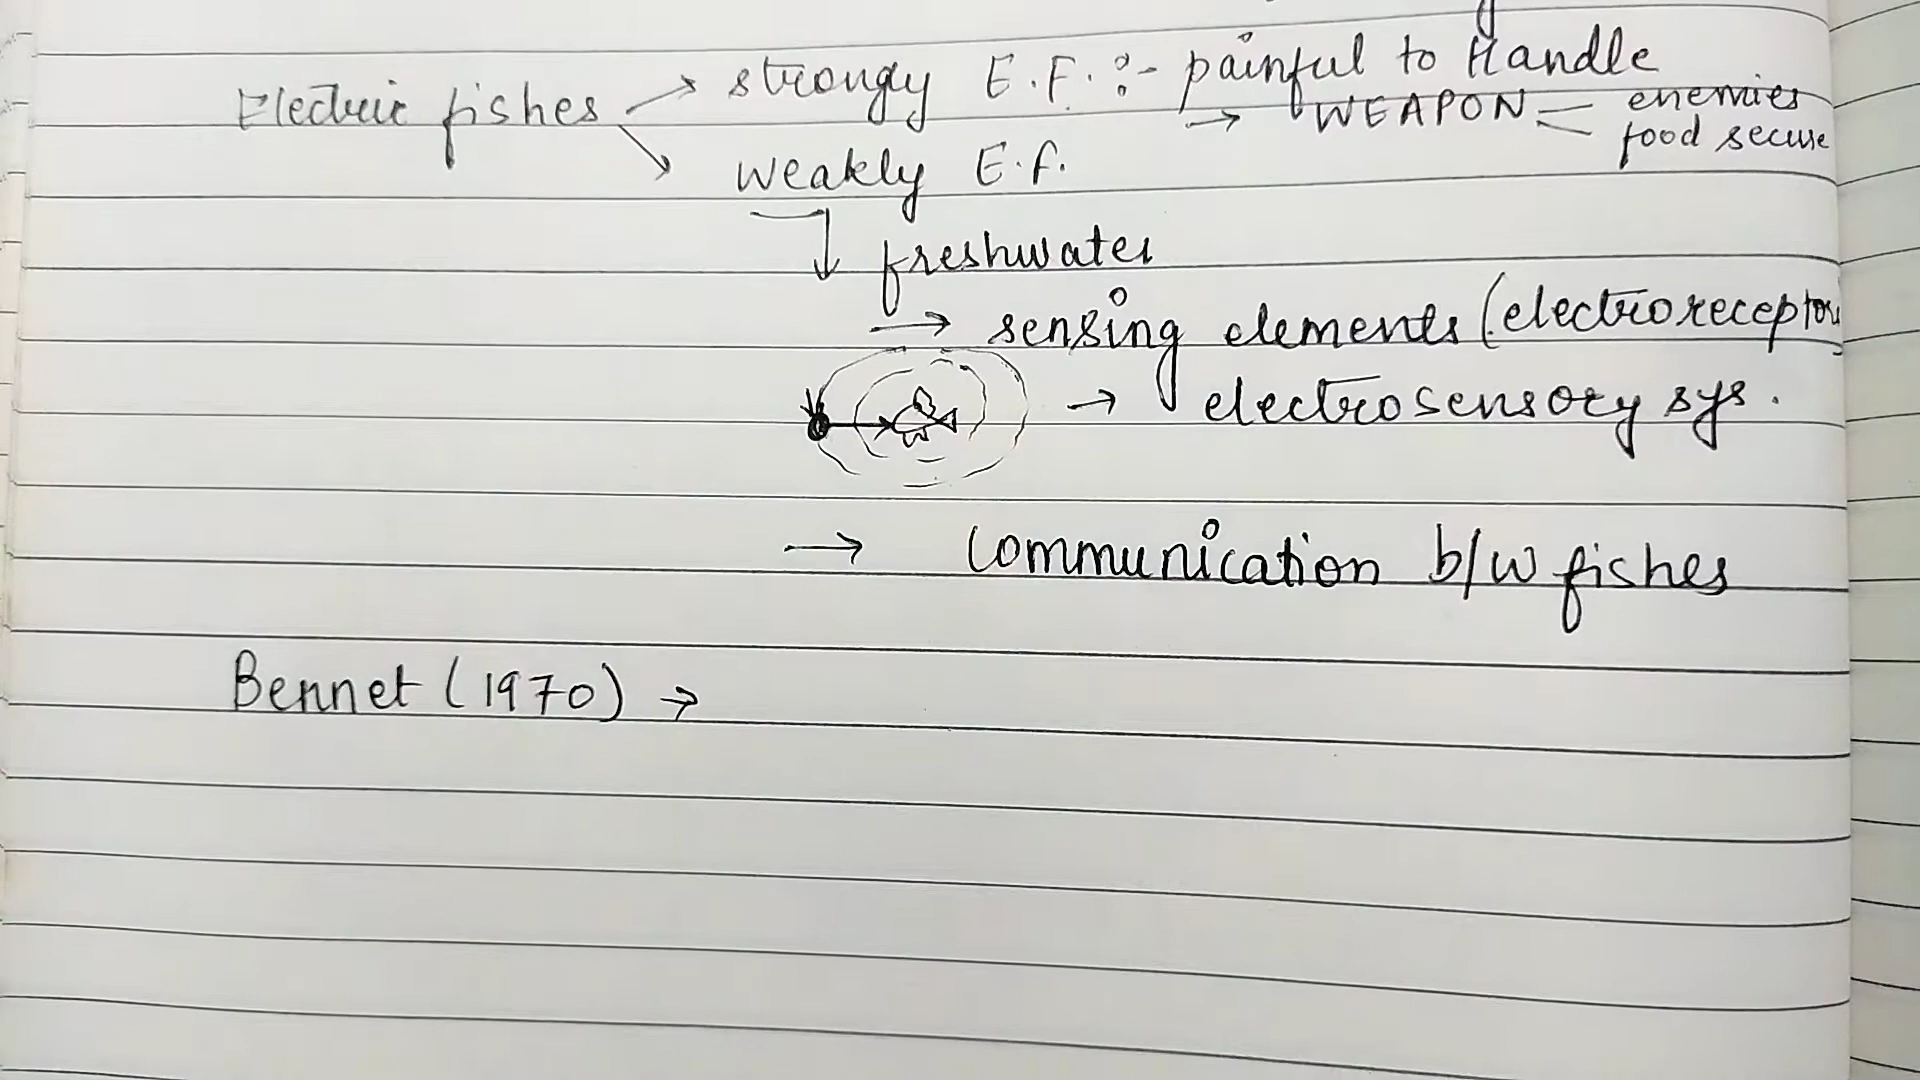 Electric fishes → strongly E.F. :- painful to Handle
→ WEAPON enemies
food secure
→ weakly E.F.
↓ freshwater
→ sensing elements (electroreceptors
→ electrosensory sys.
→ Communication b/w fishes
Bennet (1970) →